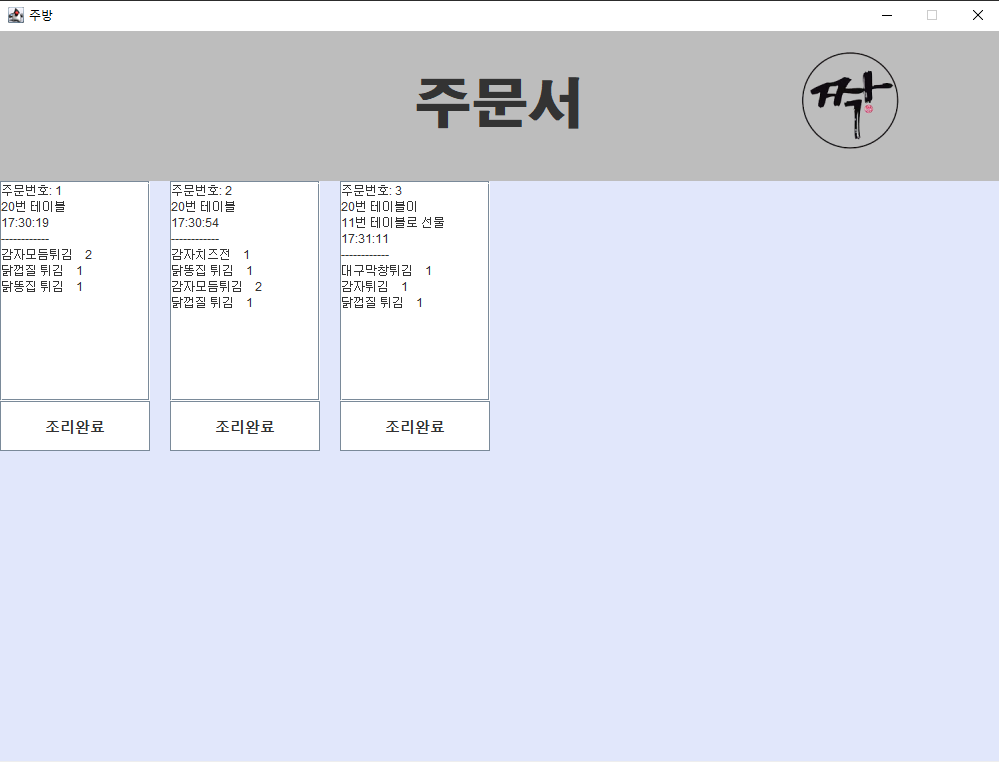 주방
주문서
짝
주문번호: 1
20번 테이블
17:30:19
------------
감자모듬튀김 2
닭껍질 튀김 1
닭똥집 튀김 1
조리완료
주문번호: 2
20번 테이블
17:30:54
------------
감자치즈전 1
닭똥집 튀김 1
감자모듬튀김 2
닭껍질 튀김 1
조리완료
주문번호: 3
20번 테이블이
11번 테이블로 선물
17:31:11
------------
대구막창튀김 1
감자튀김 1
닭껍질 튀김 1
조리완료